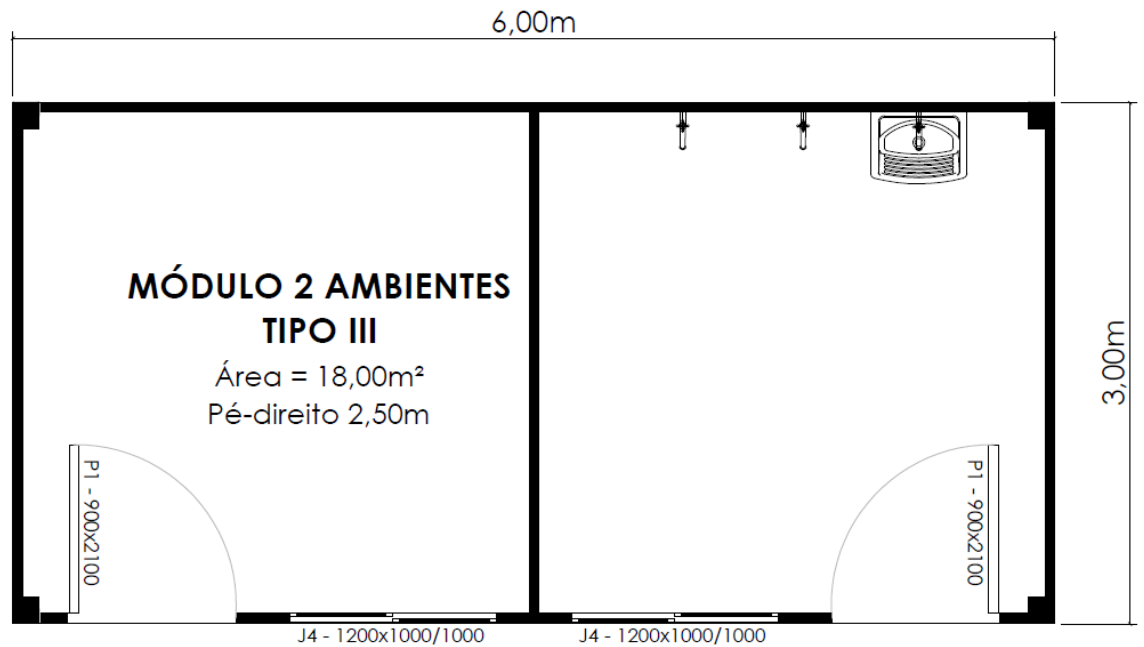 6,00m
MÓDULO 2 AMBIENTES
TIPO III
Área = 18,00m²
Pé-direito 2,50m
3,00m
P1 - 900x2100
P1 - 900x2100
J4 - 1200x1000/1000
J4 - 1200x1000/1000